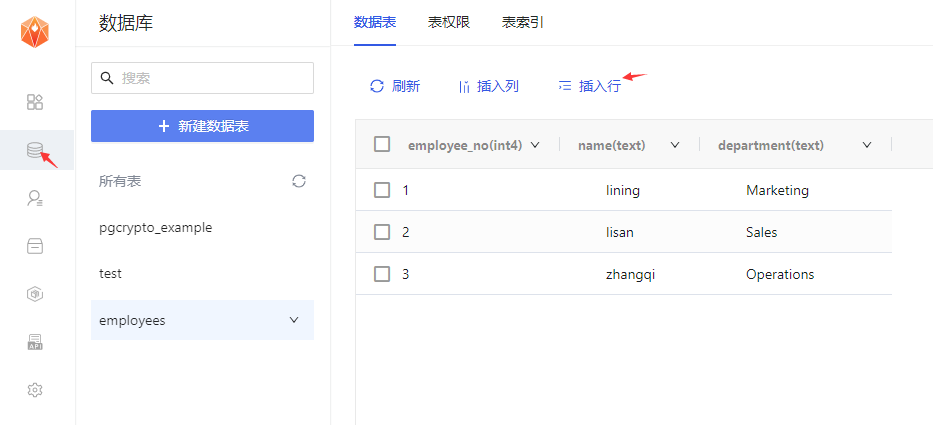 数据库
搜索
新建数据表
所有表
pgcrypto_example
test
employees
API
数据表 表权限 表索引
刷新 插入列 插入行
employee_no(int4) name(text) department(text)
1 lining Marketing
2 lisan Sales
3 zhangqi Operations